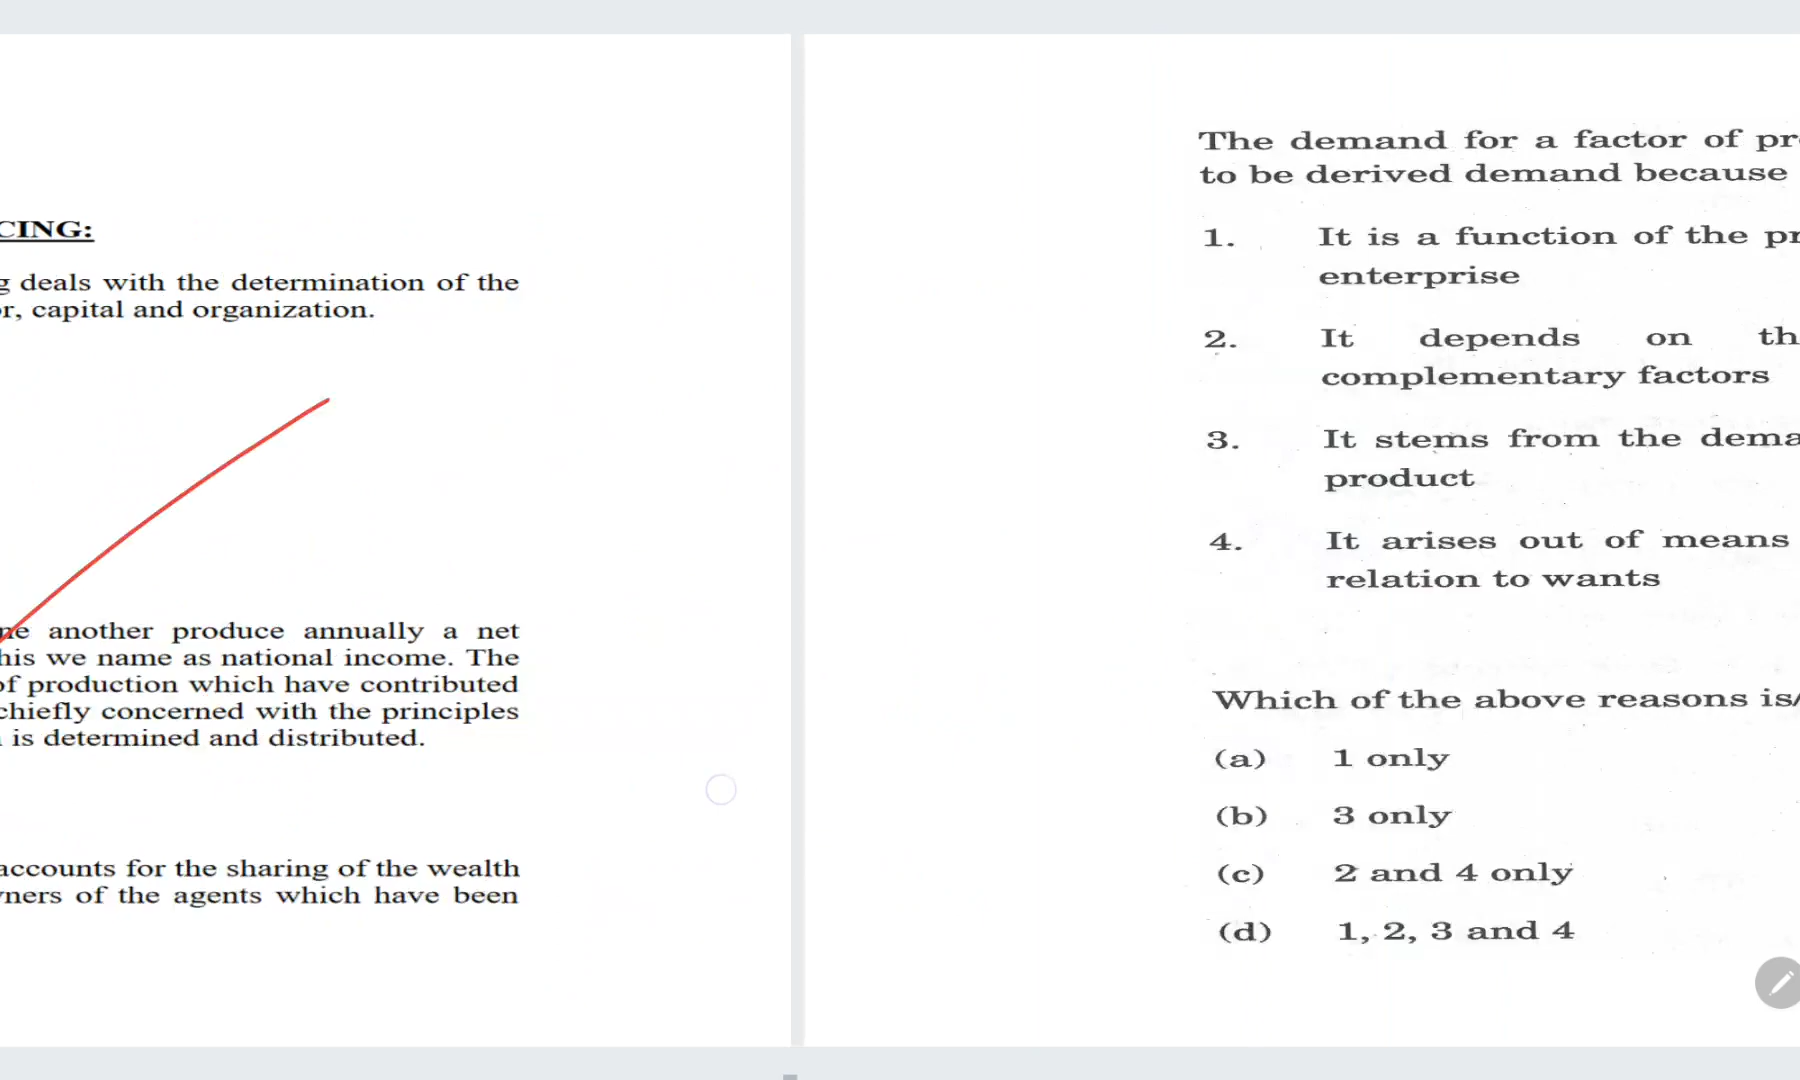 CING:
deals with the determination of the
r, capital and organization.
another produce annually a net
his we name as national income. The
of production which have contributed
chiefly concerned with the principles
is determined and distributed.
accounts for the sharing of the wealth
ners of the agents which have been
The demand for a factor of pr
to be derived demand because
1. It is a function of the pr
enterprise
2. It depends on th
complementary factors
3. It stems from the dema
product
4. It arises out of means
relation to wants
Which of the above reasons is/
(a) 1 only
(b) 3 only
(c) 2 and 4 only
(d) 1, 2, 3 and 4